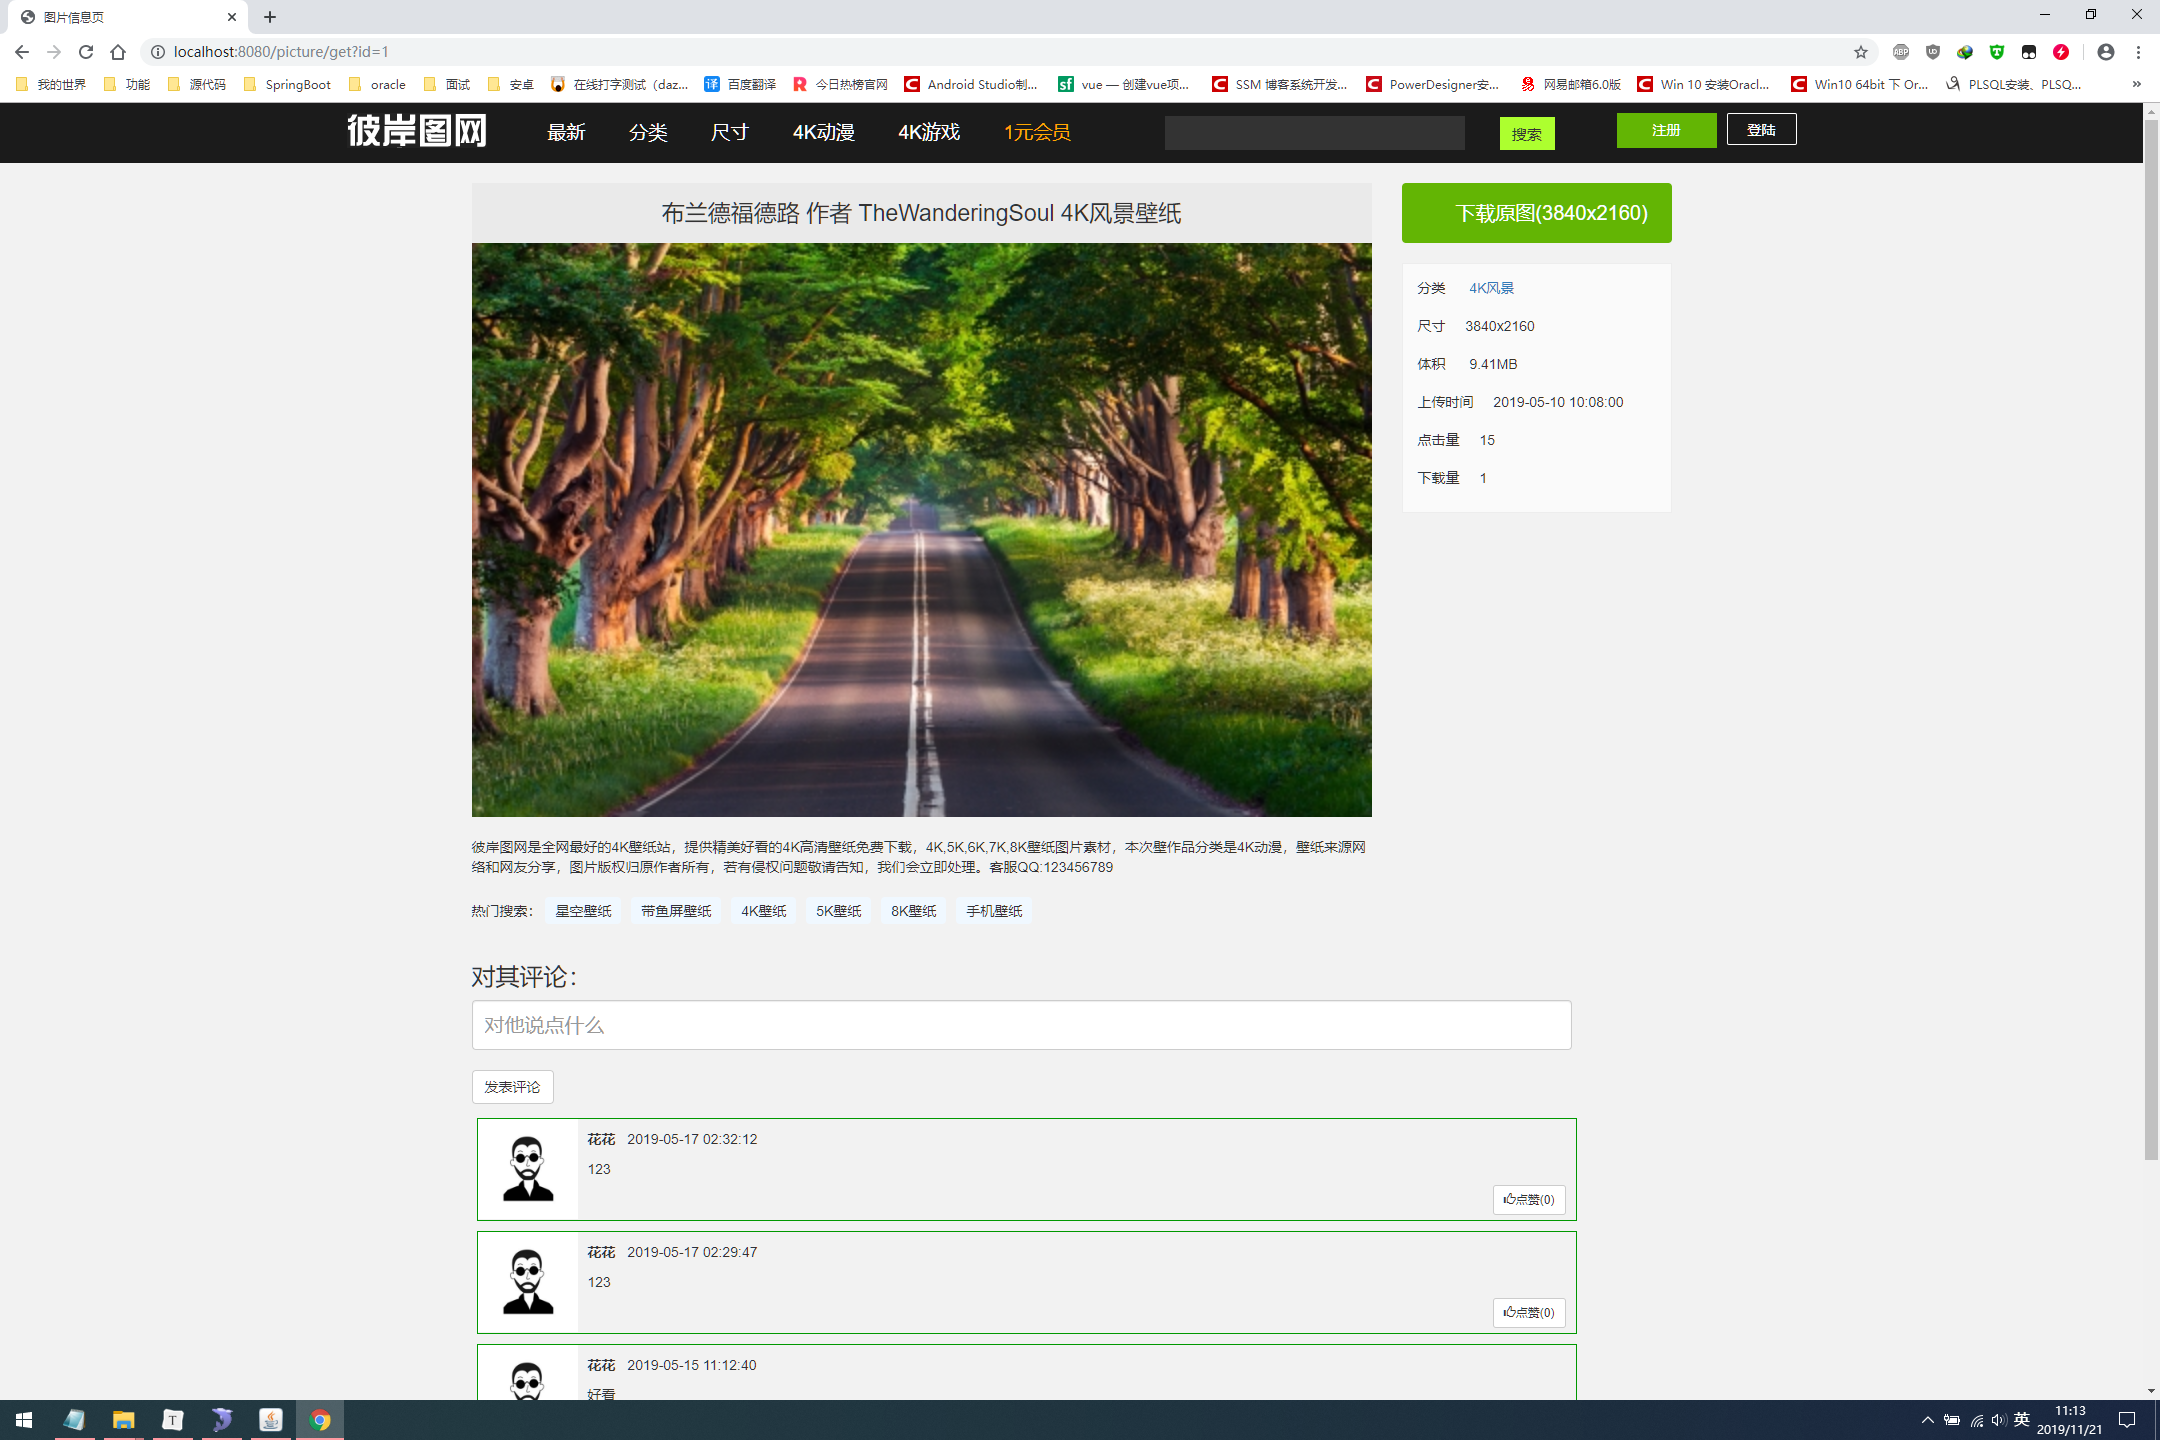 图片信息页
localhost:8080/picture/get?id=1
我的世界 功能 源代码 SpringBoot oracle 面试 安卓 在线打字测试（daz... 百度翻译 今日热榜官网 Android Studio制... vue — 创建vue项... SSM 博客系统开发... PowerDesigner安... 网易邮箱6.0版 Win 10 安装Oracl... Win10 64bit 下 Or... PLSQL安装、PLSQ... »
彼岸图网 最新 分类 尺寸 4K动漫 4K游戏 1元会员 搜索 注册 登陆
布兰德福德路 作者 TheWanderingSoul 4K风景壁纸
下载原图(3840x2160)
分类 4K风景
尺寸 3840x2160
体积 9.41MB
上传时间 2019-05-10 10:08:00
点击量 15
下载量 1
彼岸图网是全网最好的4K壁纸站，提供精美好看的4K高清壁纸免费下载，4K,5K,6K,7K,8K壁纸图片素材，本次壁作品分类是4K动漫，壁纸来源网
络和网友分享，图片版权归原作者所有，若有侵权问题敬请告知，我们会立即处理。客服QQ:123456789
热门搜索： 星空壁纸 带鱼屏壁纸 4K壁纸 5K壁纸 8K壁纸 手机壁纸
对其评论：
对他说点什么
发表评论
花花 2019-05-17 02:32:12
123
点赞(0)
花花 2019-05-17 02:29:47
123
点赞(0)
花花 2019-05-15 11:12:40
好看
英 11:13
2019/11/21